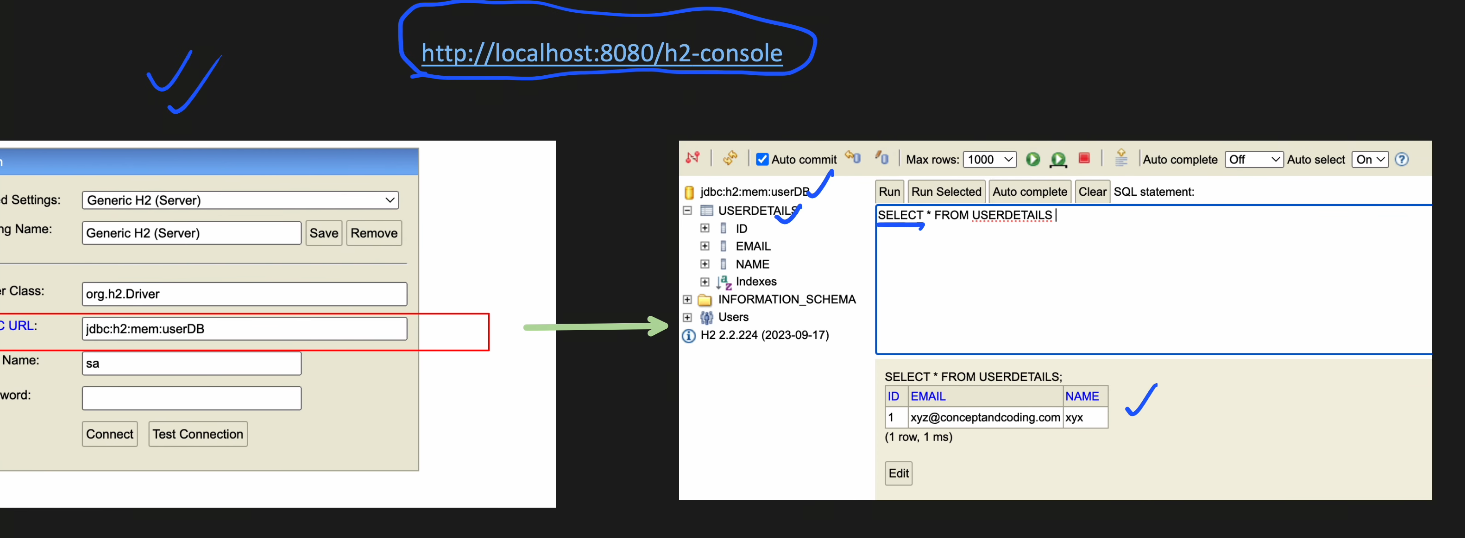 http://localhost:8080/h2-console
Settings:
Generic H2 (Server)
Name:
Generic H2 (Server)
Save
Remove
Class:
org.h2.Driver
URL:
jdbc:h2:mem:userDB
Name:
sa
Connect
Test Connection
Auto commit
Max rows:
1000
Auto complete
Off
Auto select
On
jdbc:h2:mem:userDB
USERDETAILS
ID
EMAIL
NAME
Indexes
INFORMATION_SCHEMA
Users
H2 2.2.224 (2023-09-17)
Run
Run Selected
Auto complete
Clear
SQL statement:
SELECT * FROM USERDETAILS
SELECT * FROM USERDETAILS;
ID EMAIL NAME
1 xyz@conceptandcoding.com xyx
(1 row, 1 ms)
Edit